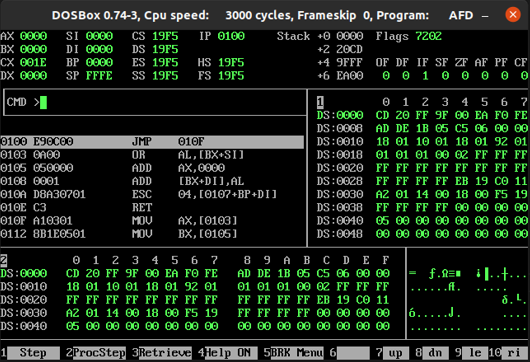 DOSBox 0.74-3, Cpu speed: 3000 cycles, Frameskip 0, Program: AFD
AX 0000 SI 0000 CS 19F5 IP 0100 Stack +0 0000 Flags 7202
BX 0000 DI 0000 DS 19F5 +2 20CD
CX 001E BP 0000 ES 19F5 HS 19F5 +4 9FFF OF DF IF SF ZF AF PF CF
DX 0000 SP FFFE SS 19F5 FS 19F5 +6 EA00 0 0 1 0 0 0 0 0
CMD >
0100 E90C00 JMP 010F
0103 0A00 OR AL,[BX+SI]
0105 050000 ADD AX,0000
0108 0001 ADD [BX+DI],AL
010A D8A30701 ESC 04,[0107+BP+DI]
010E C3 RET
010F A10301 MOV AX,[0103]
0112 8B1E0501 MOV BX,[0105]
1 0 1 2 3 4 5 6 7
DS:0000 CD 20 FF 9F 00 EA F0 FE
DS:0008 AD DE 1B 05 C5 06 00 00
DS:0010 18 01 10 01 18 01 92 01
DS:0018 01 01 01 00 02 FF FF FF
DS:0020 FF FF FF FF FF FF FF FF
DS:0028 FF FF FF FF EB 19 C0 11
DS:0030 A2 01 14 00 18 00 F5 19
DS:0038 FF FF FF FF 00 00 00 00
DS:0040 05 00 00 00 00 00 00 00
DS:0048 00 00 00 00 00 00 00 00
2 0 1 2 3 4 5 6 7 8 9 A B C D E F
DS:0000 CD 20 FF 9F 00 EA F0 FE AD DE 1B 05 C5 06 00 00
DS:0010 18 01 10 01 18 01 92 01 01 01 01 00 02 FF FF FF
DS:0020 FF FF FF FF FF FF FF FF FF FF FF FF EB 19 C0 11
DS:0030 A2 01 14 00 18 00 F5 19 FF FF FF FF 00 00 00 00
DS:0040 05 00 00 00 00 00 00 00 00 00 00 00 00 00 00 00
1 Step 2ProcStep 3Retrieve 4Help ON 5BRK Menu 6 7 up 8 dn 9 le 10 ri